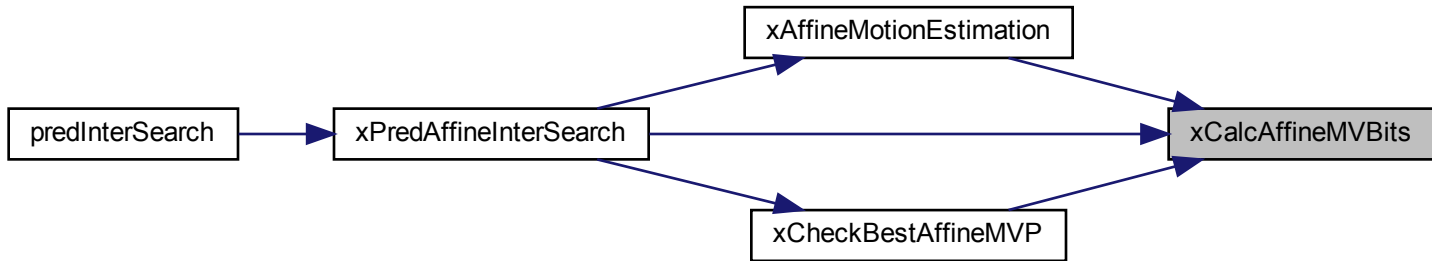 xAffineMotionEstimation
predInterSearch
xPredAffineInterSearch
xCalcAffineMVBits
xCheckBestAffineMVP